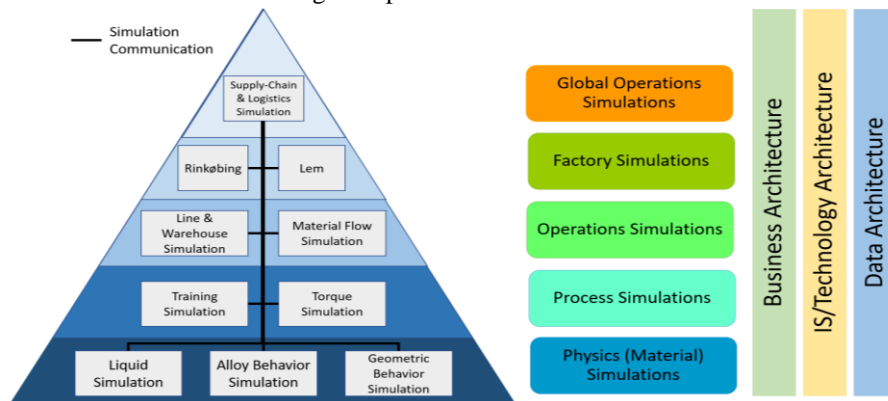 Simulation
Communication
Supply-Chain
& Logistics
Simulation
Rinkøbing
Lem
Line &
Warehouse
Simulation
Material Flow
Simulation
Training
Simulation
Torque
Simulation
Liquid
Simulation
Alloy Behavior
Simulation
Geometric
Behavior
Simulation
Global Operations
Simulations
Factory Simulations
Operations Simulations
Process Simulations
Physics (Material)
Simulations
Business Architecture
IS/Technology Architecture
Data Architecture